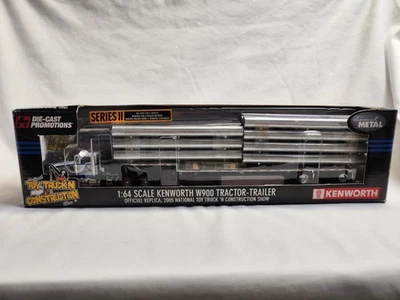 DIE-CAST
PROMOTIONS
SERIES II
METAL
TOY TRUCK'N
CONSTRUCTION
1:64 SCALE KENWORTH W900 TRACTOR-TRAILER
OFFICIAL REPLICA, 2005 NATIONAL TOY TRUCK 'N CONSTRUCTION SHOW
KENWORTH